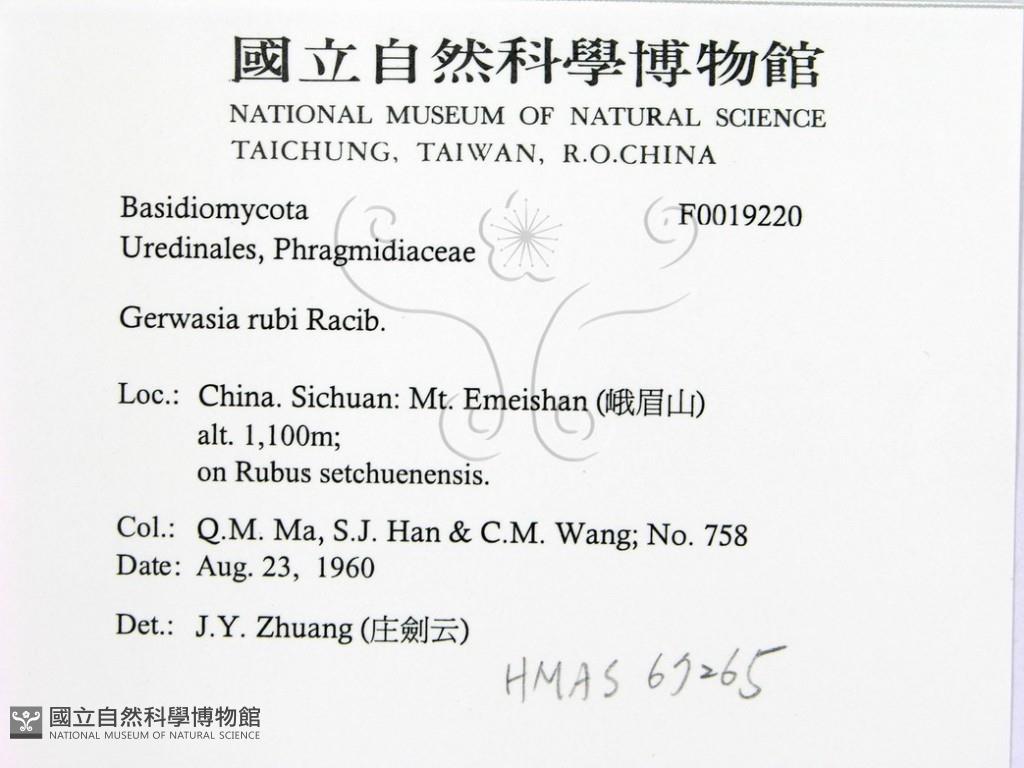 國立自然科學博物館
NATIONAL MUSEUM OF NATURAL SCIENCE
TAICHUNG, TAIWAN, R.O.CHINA
Basidiomycota F0019220
Uredinales, Phragmidiaceae
Gerwasia rubi Racib.
Loc.: China. Sichuan: Mt. Emeishan (峨眉山)
alt. 1,100m;
on Rubus setchuenensis.
Col.: Q.M. Ma, S.J. Han & C.M. Wang; No. 758
Date: Aug. 23, 1960
Det.: J.Y. Zhuang (庄劍云)
HMAS 67265
國立自然科學博物館
NATIONAL MUSEUM OF NATURAL SCIENCE